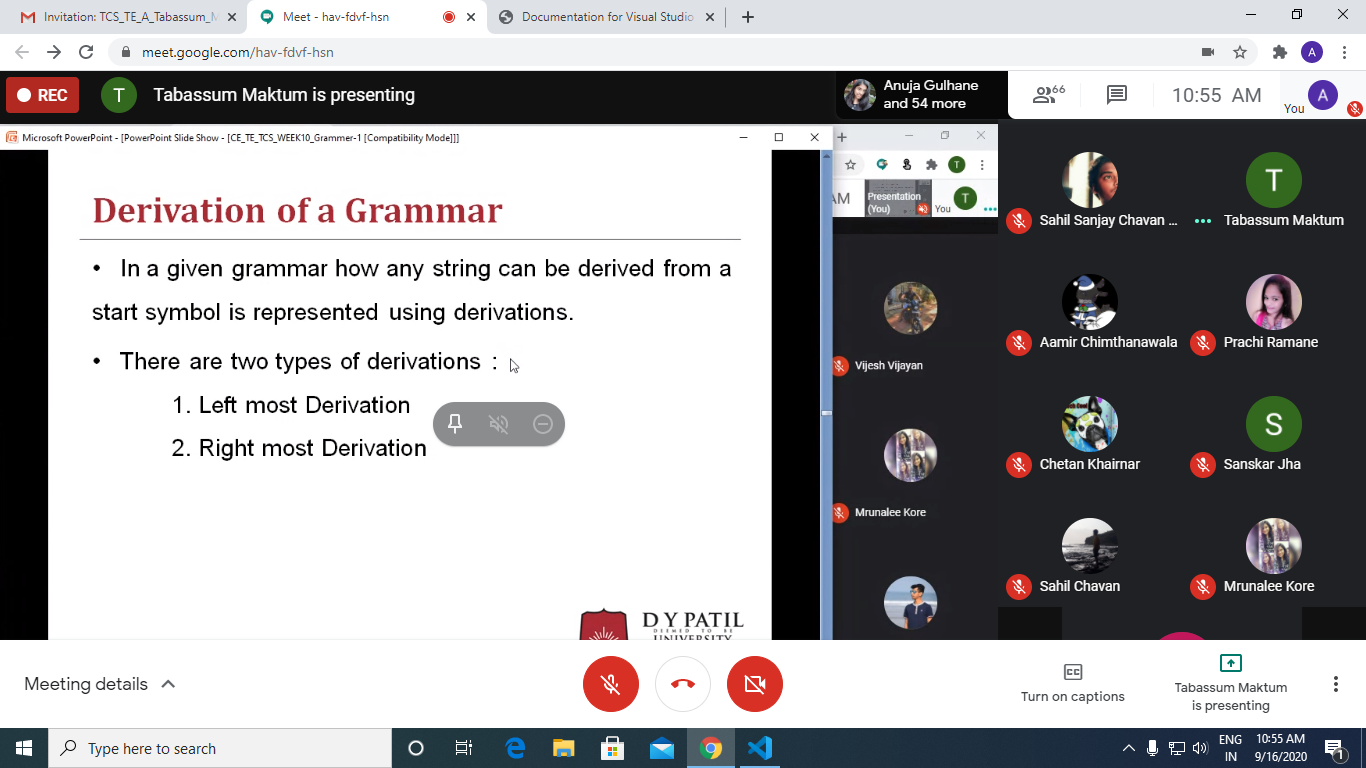 Invitation: TCS_TE_A_Tabassum_M
Meet - hav-fdvf-hsn
Documentation for Visual Studio
meet.google.com/hav-fdvf-hsn
A
REC
T
Tabassum Maktum is presenting
Anuja Gulhane
and 54 more
66
10:55 AM
You
A
Microsoft PowerPoint - [PowerPoint Slide Show - [CE_TE_TCS_WEEK10_Grammer-1 [Compatibility Mode]]]
T
AM
Presentation
(You)
You
T
Derivation of a Grammar
• In a given grammar how any string can be derived from a
start symbol is represented using derivations.
• There are two types of derivations :
1. Left most Derivation
2. Right most Derivation
D Y PATIL
DEEMED TO BE
UNIVERSITY
Vijesh Vijayan
Mrunalee Kore
T
Sahil Sanjay Chavan ...
Tabassum Maktum
Aamir Chimthanawala
Prachi Ramane
S
Chetan Khairnar
Sanskar Jha
Sahil Chavan
Mrunalee Kore
Meeting details
CC
Turn on captions
Tabassum Maktum
is presenting
Type here to search
ENG
IN
10:55 AM
9/16/2020
1